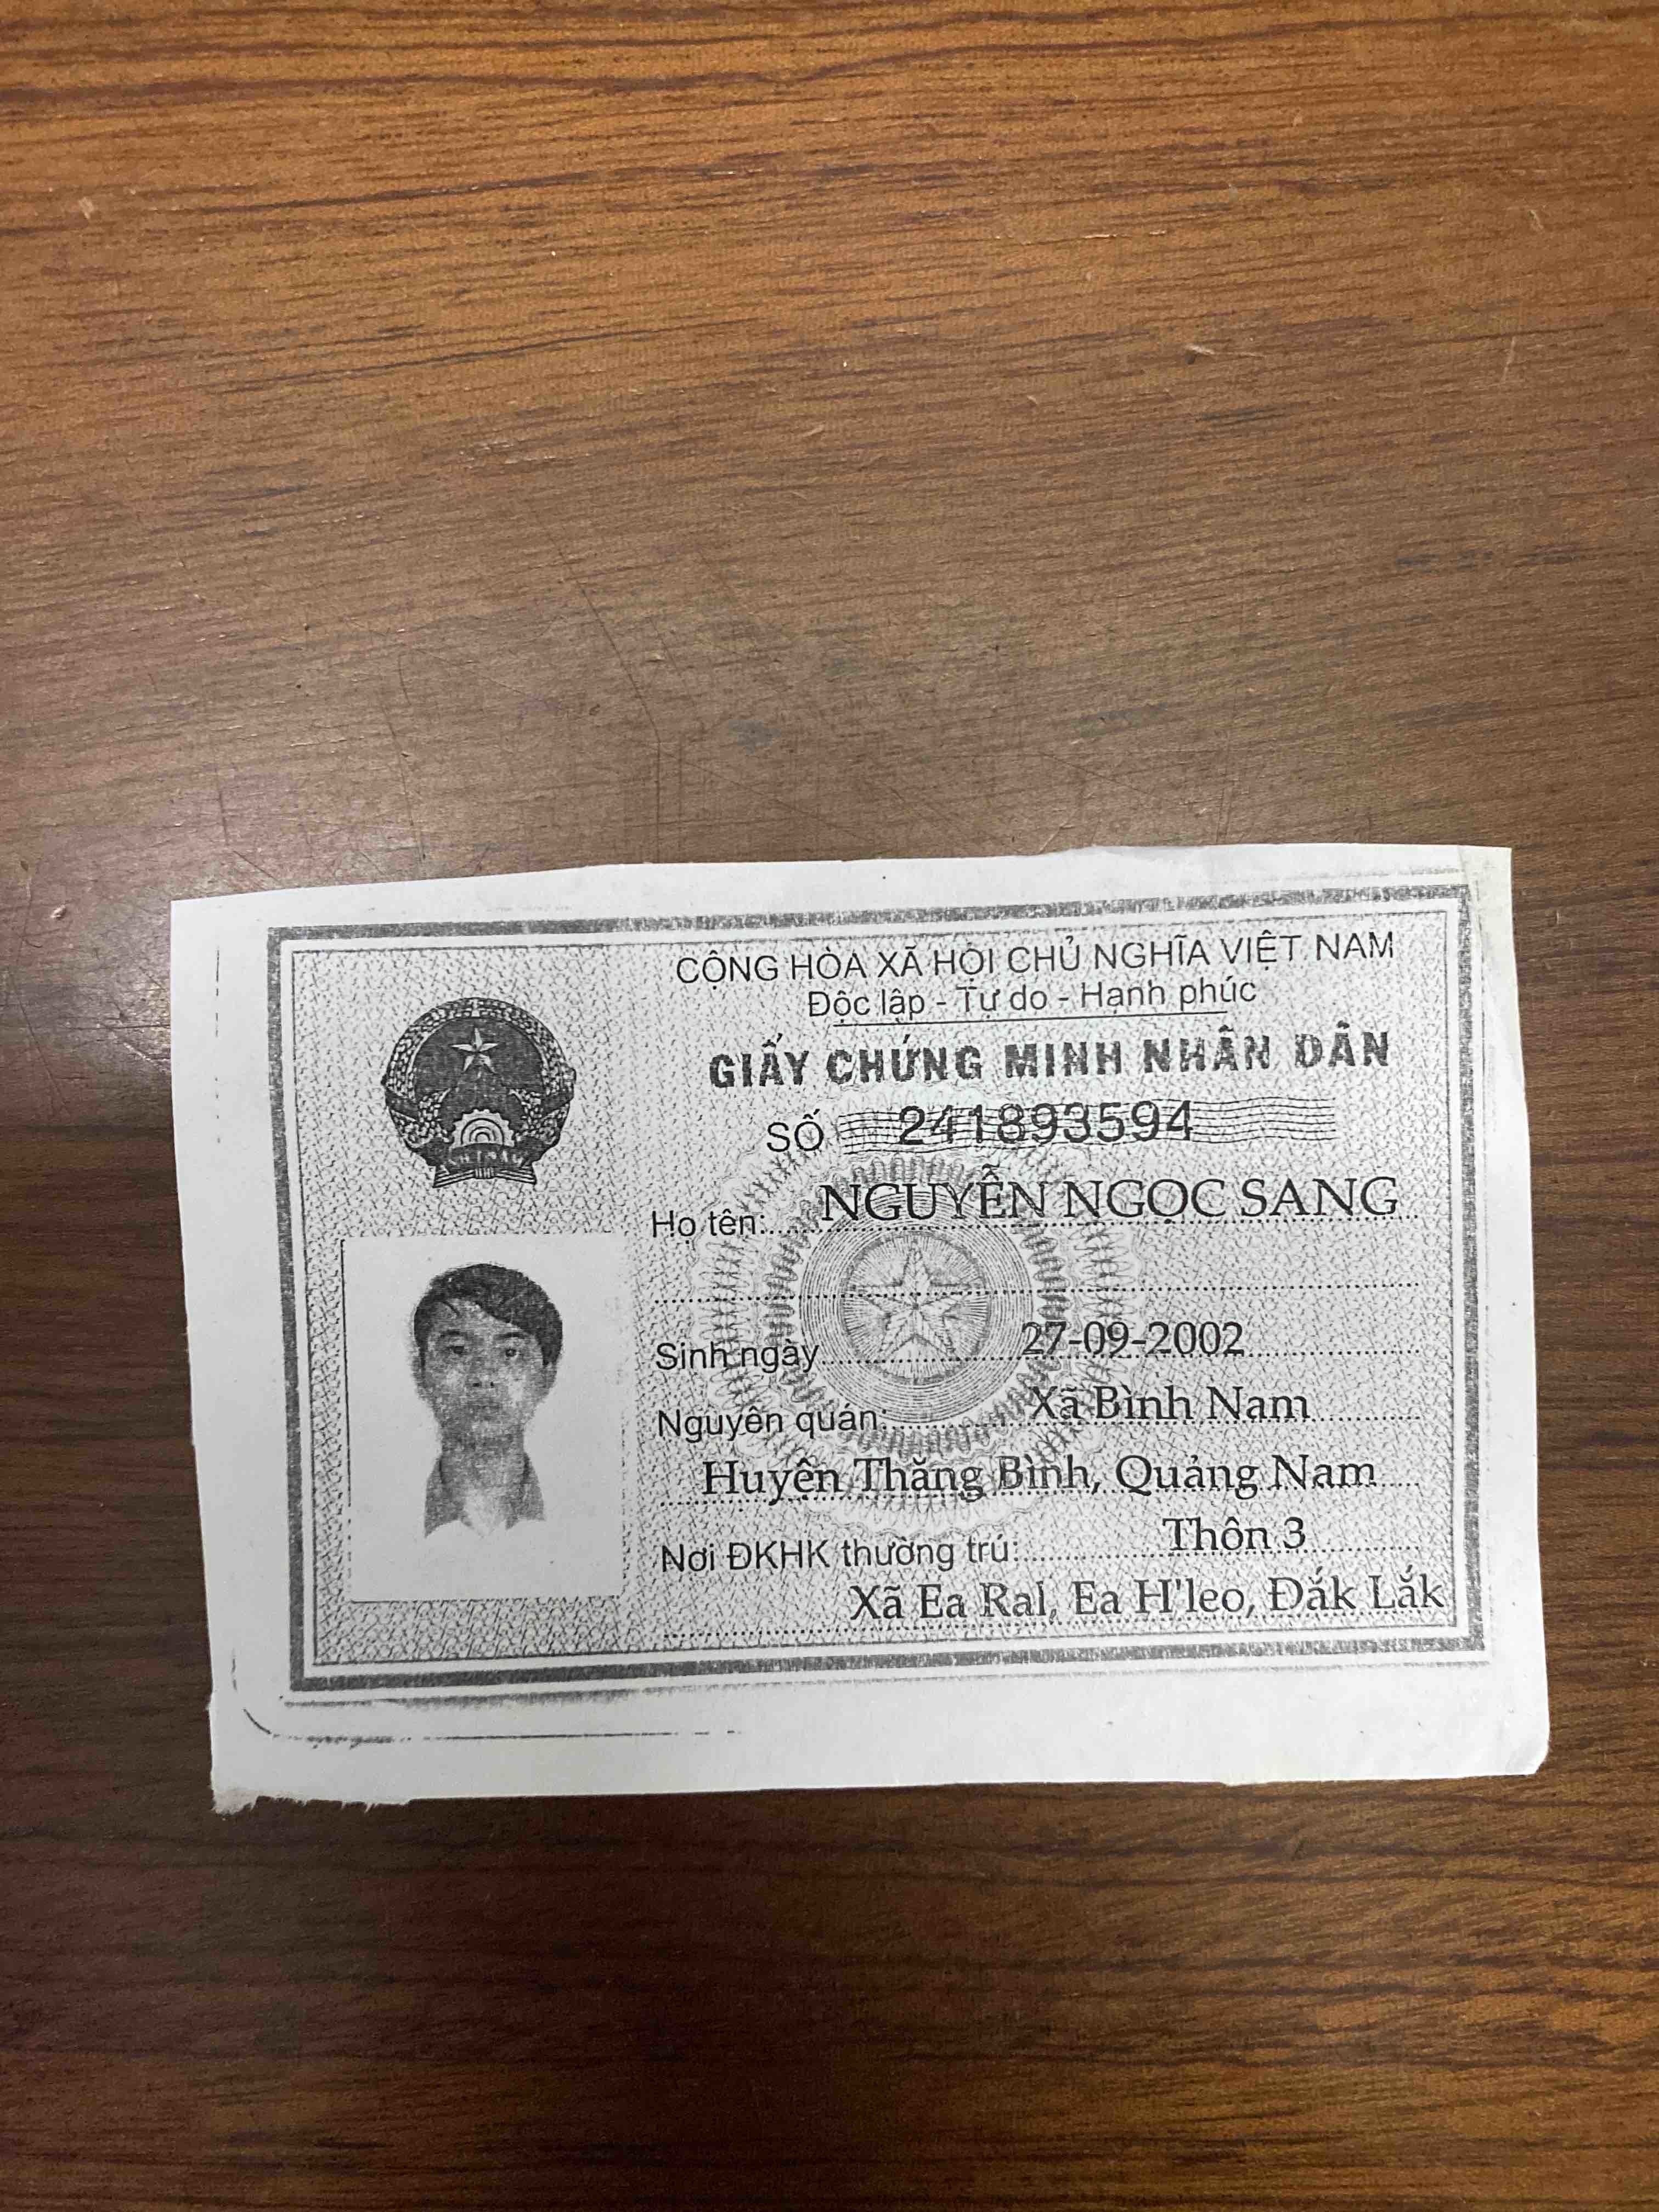 CỘNG HÒA XÃ HỘI CHỦ NGHĨA VIỆT NAM
Độc lập - Tự do - Hạnh phúc
GIẤY CHỨNG MINH NHÂN DÂN
SỐ 241893594
Họ tên: NGUYỄN NGỌC SANG
Sinh ngày 27-09-2002
Nguyên quán: Xã Bình Nam
Huyện Thăng Bình, Quảng Nam
Nơi ĐKHK thường trú: Thôn 3
Xã Ea Ral, Ea H'leo, Đắk Lắk
VIỆT NAM